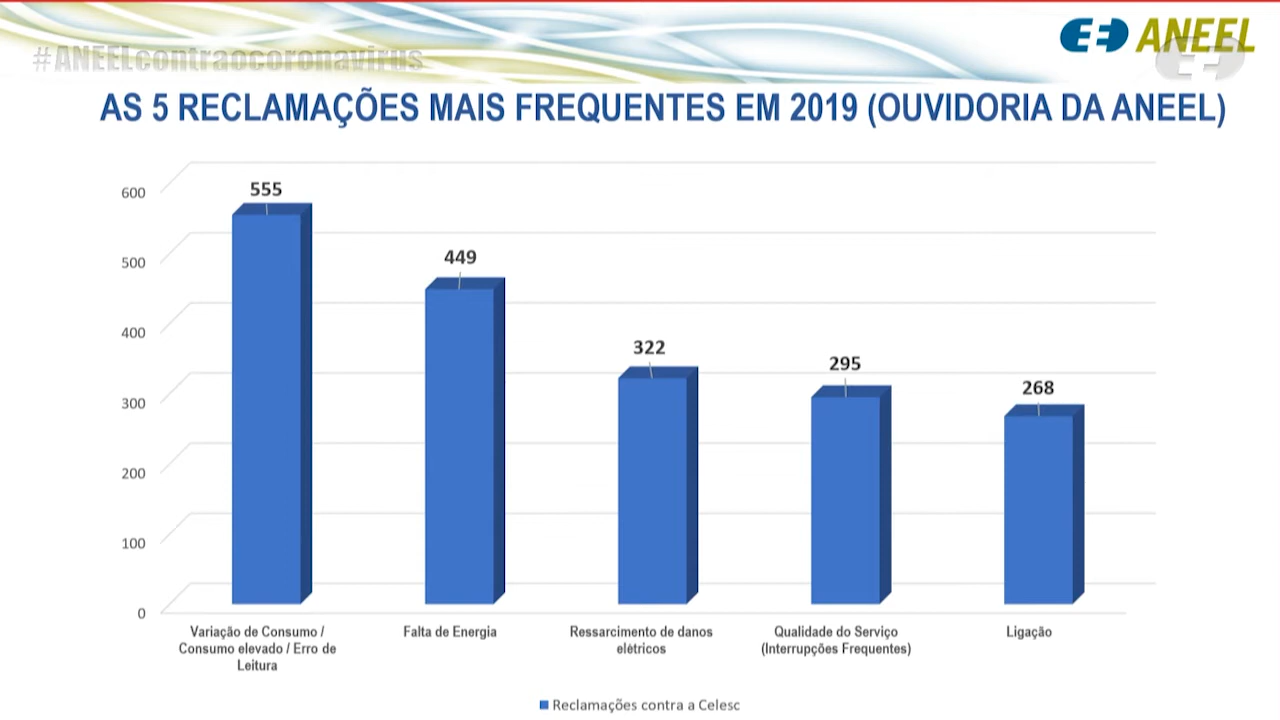 #ANEELcontraocoronavirus
ANEEL
AS 5 RECLAMAÇÕES MAIS FREQUENTES EM 2019 (OUVIDORIA DA ANEEL)
600
500
400
300
200
100
0
555
449
322
295
268
Variação de Consumo /
Consumo elevado / Erro de
Leitura
Falta de Energia
Ressarcimento de danos
elétricos
Qualidade do Serviço
(Interrupções Frequentes)
Ligação
Reclamações contra a Celesc